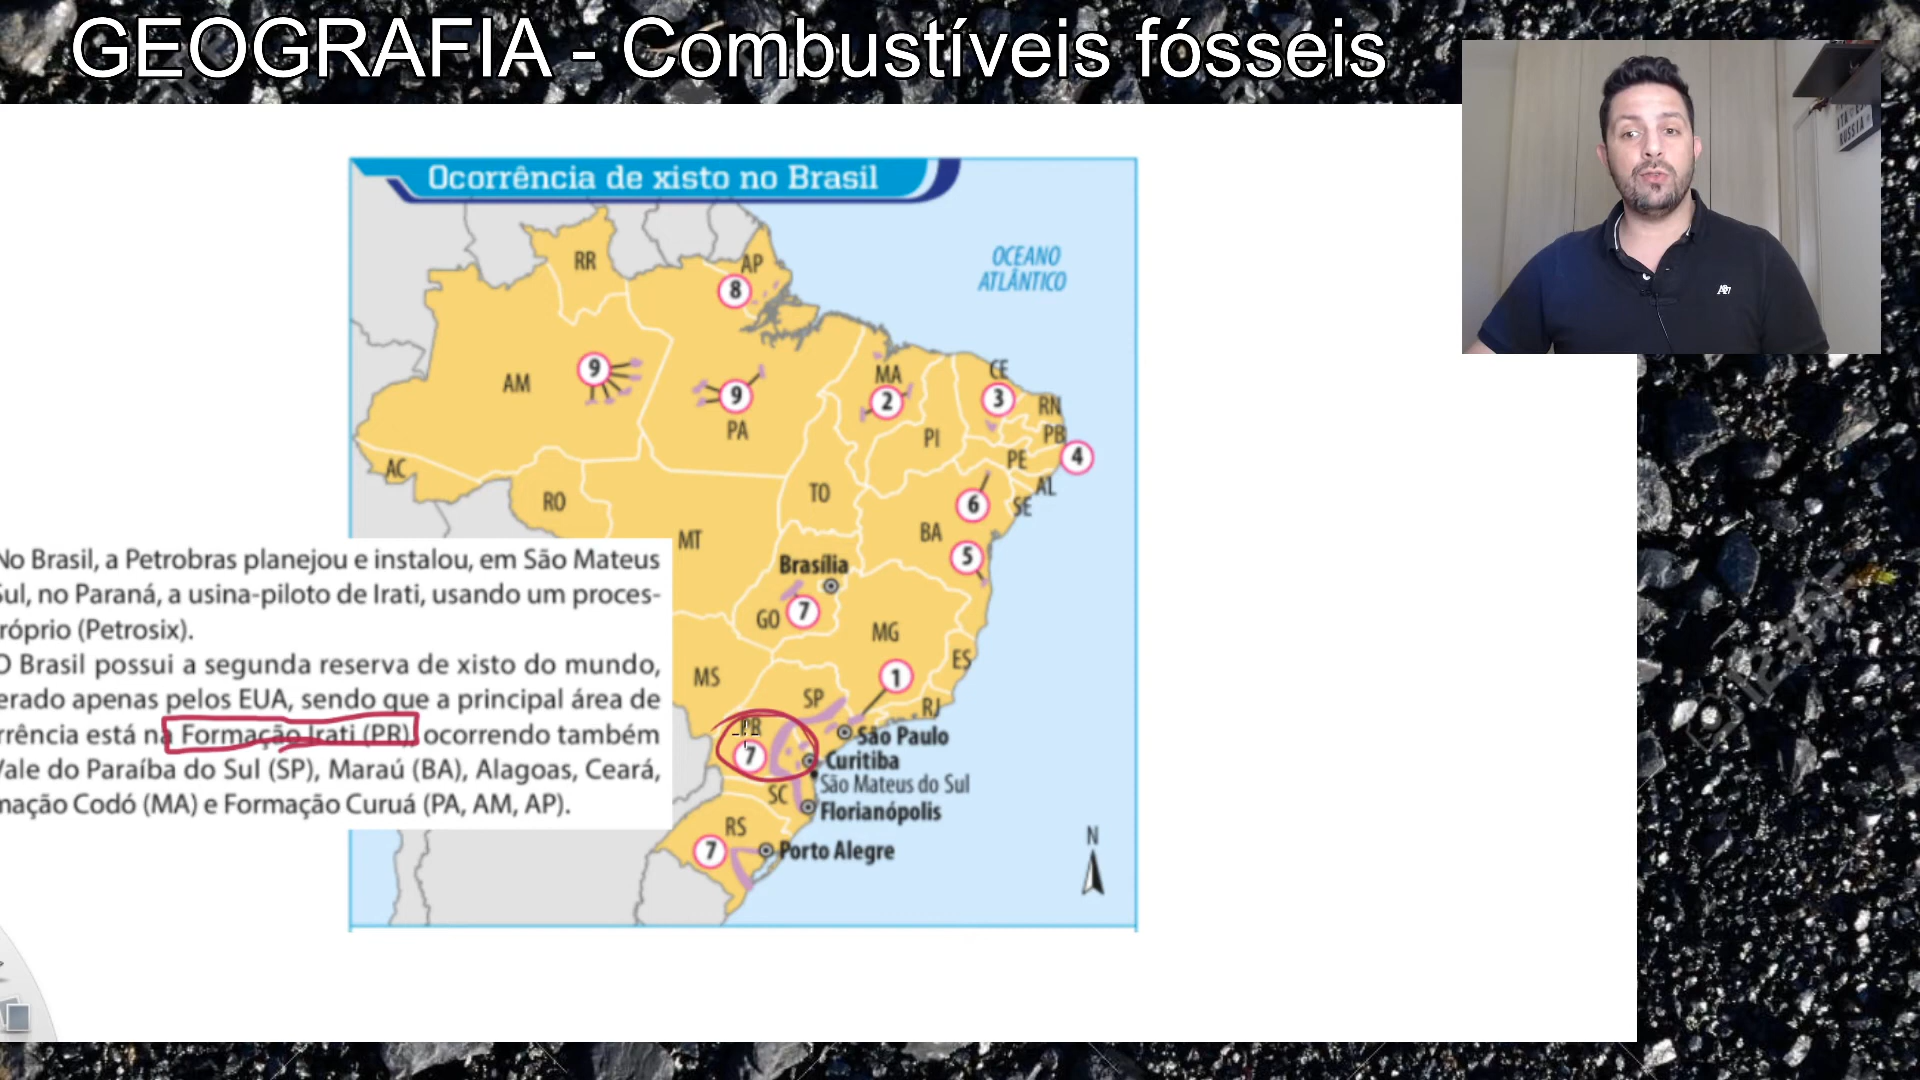 GEOGRAFIA - Combustíveis fósseis
Ocorrência de xisto no Brasil
OCEANO
ATLÂNTICO
RR
AP
8
9
AM
9
PA
MA
2
CE
3
RN
PB
4
PI
PE
AL
SE
AC
RO
TO
6
BA
5
MT
Brasília
GO
7
MG
ES
MS
1
SP
RJ
7
São Paulo
Curitiba
São Mateus do Sul
SC
Florianópolis
RS
7
Porto Alegre
N
No Brasil, a Petrobras planejou e instalou, em São Mateus
Sul, no Paraná, a usina-piloto de Irati, usando um proces-
róprio (Petrosix).
O Brasil possui a segunda reserva de xisto do mundo,
erado apenas pelos EUA, sendo que a principal área de
rrência está na Formação Irati (PR), ocorrendo também
Vale do Paraíba do Sul (SP), Maraú (BA), Alagoas, Ceará,
mação Codó (MA) e Formação Curuá (PA, AM, AP).
RUSSIA